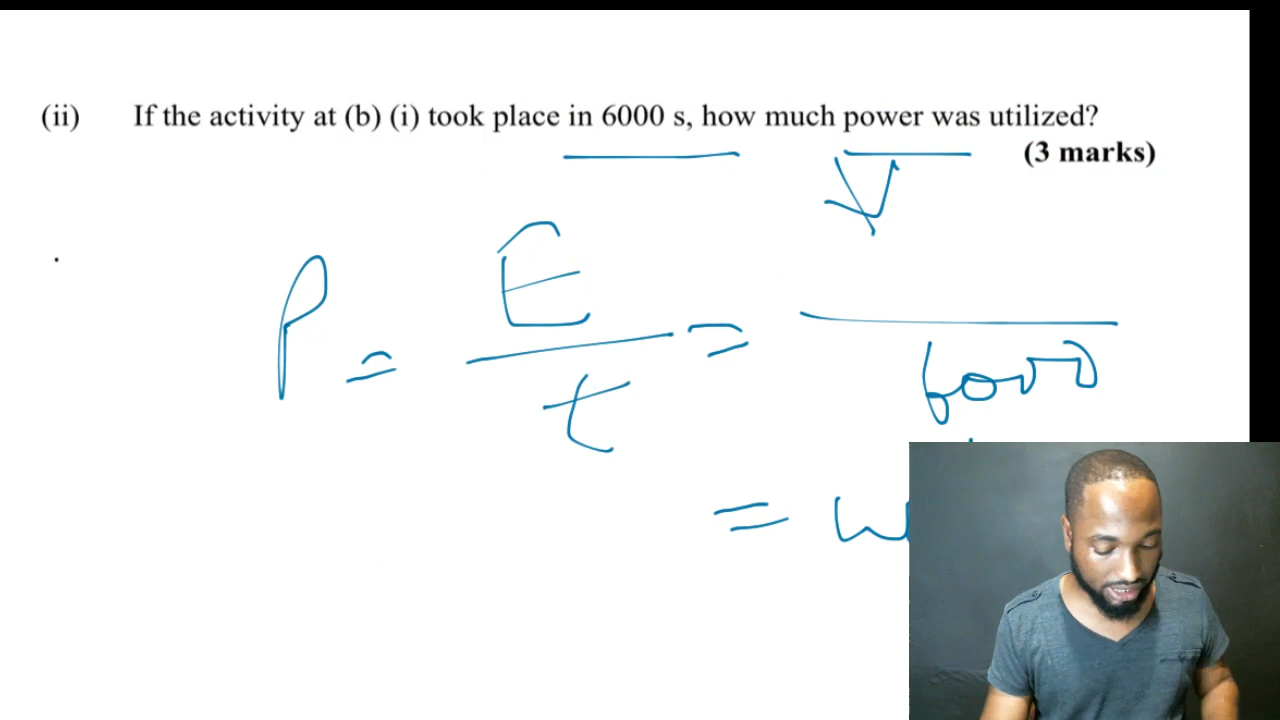 (ii) If the activity at (b) (i) took place in 6000 s, how much power was utilized?
(3 marks)
P = E / t = / 6000
= w